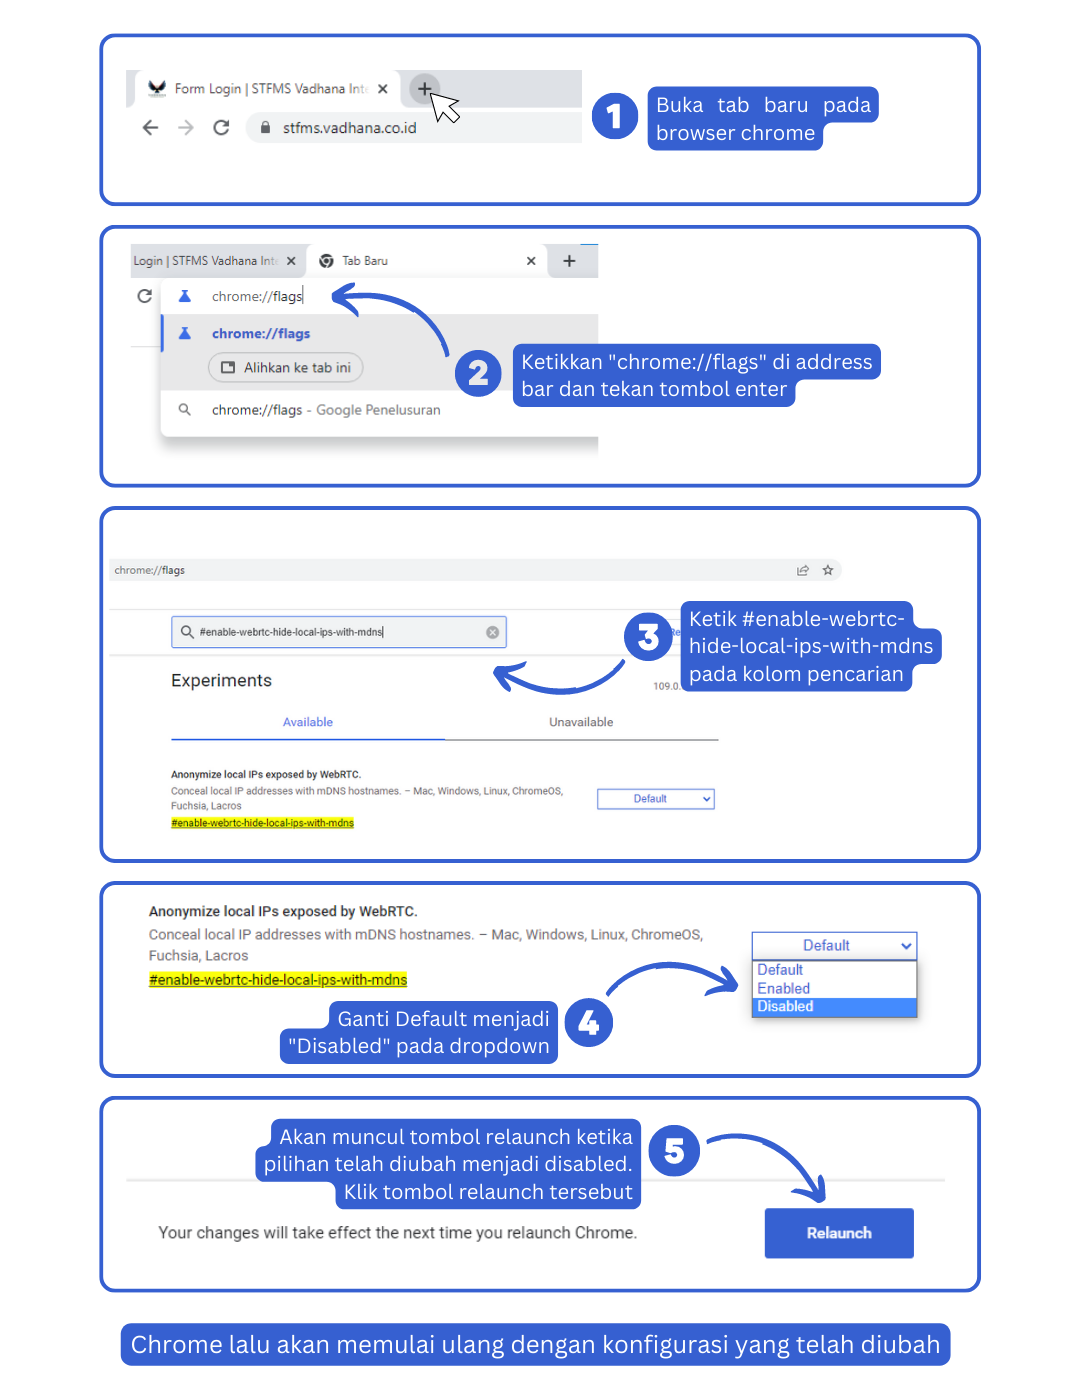 Form Login | STFMS Vadhana Inte
stfms.vadhana.co.id
1
Buka tab baru pada
browser chrome
Login | STFMS Vadhana Inte
Tab Baru
chrome://flags
chrome://flags
Alihkan ke tab ini
chrome://flags - Google Penelusuran
2
Ketikkan "chrome://flags" di address
bar dan tekan tombol enter
chrome://flags
#enable-webrtc-hide-local-ips-with-mdns
3
Re
Ketik #enable-webrtc-
hide-local-ips-with-mdns
pada kolom pencarian
Experiments
109.0.
Available
Unavailable
Anonymize local IPs exposed by WebRTC.
Conceal local IP addresses with mDNS hostnames. – Mac, Windows, Linux, ChromeOS,
Fuchsia, Lacros
#enable-webrtc-hide-local-ips-with-mdns
Default
Anonymize local IPs exposed by WebRTC.
Conceal local IP addresses with mDNS hostnames. – Mac, Windows, Linux, ChromeOS,
Fuchsia, Lacros
#enable-webrtc-hide-local-ips-with-mdns
Default
Default
Enabled
Disabled
Ganti Default menjadi
"Disabled" pada dropdown
4
Akan muncul tombol relaunch ketika
pilihan telah diubah menjadi disabled.
Klik tombol relaunch tersebut
5
Your changes will take effect the next time you relaunch Chrome.
Relaunch
Chrome lalu akan memulai ulang dengan konfigurasi yang telah diubah